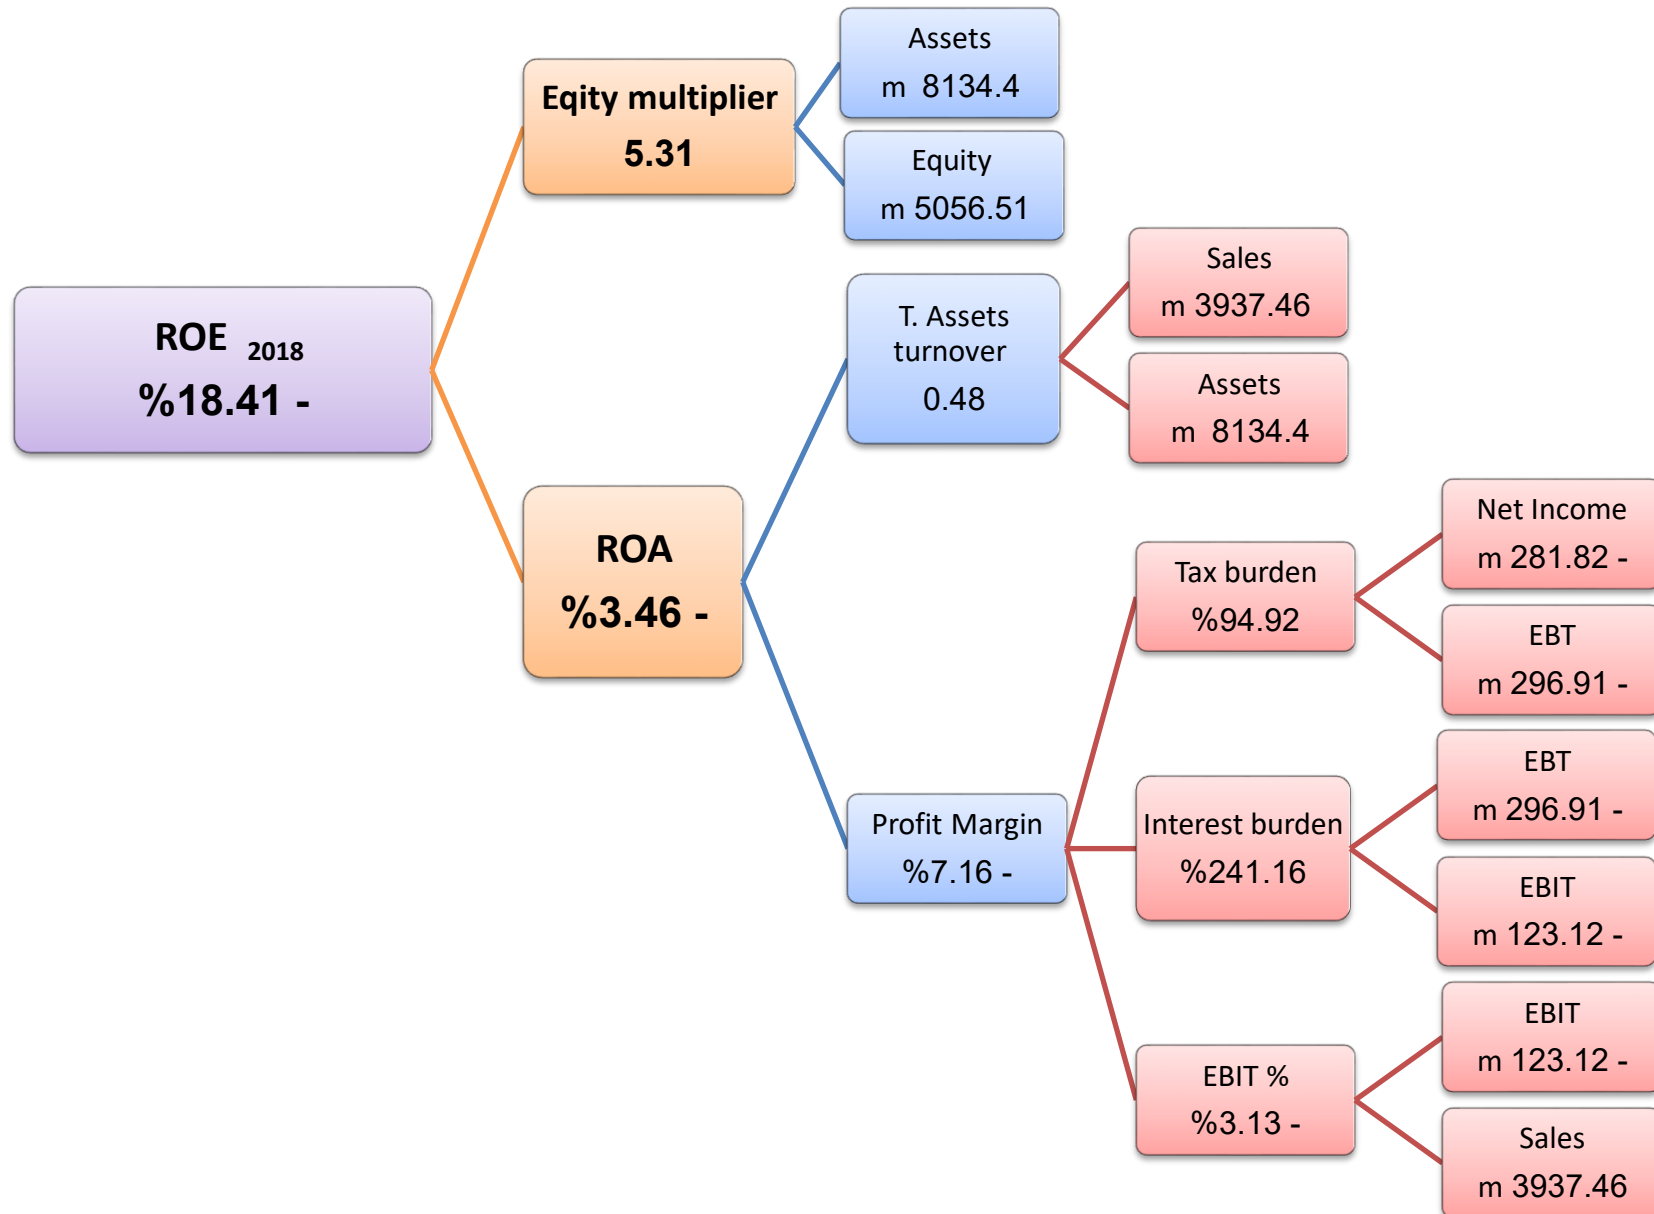 ROE 2018
%18.41 -
Eqity multiplier
5.31
Assets
m 8134.4
Equity
m 5056.51
ROA
%3.46 -
T. Assets
turnover
0.48
Sales
m 3937.46
Assets
m 8134.4
Profit Margin
%7.16 -
Tax burden
%94.92
Net Income
m 281.82 -
EBT
m 296.91 -
Interest burden
%241.16
EBT
m 296.91 -
EBIT
m 123.12 -
EBIT %
%3.13 -
EBIT
m 123.12 -
Sales
m 3937.46